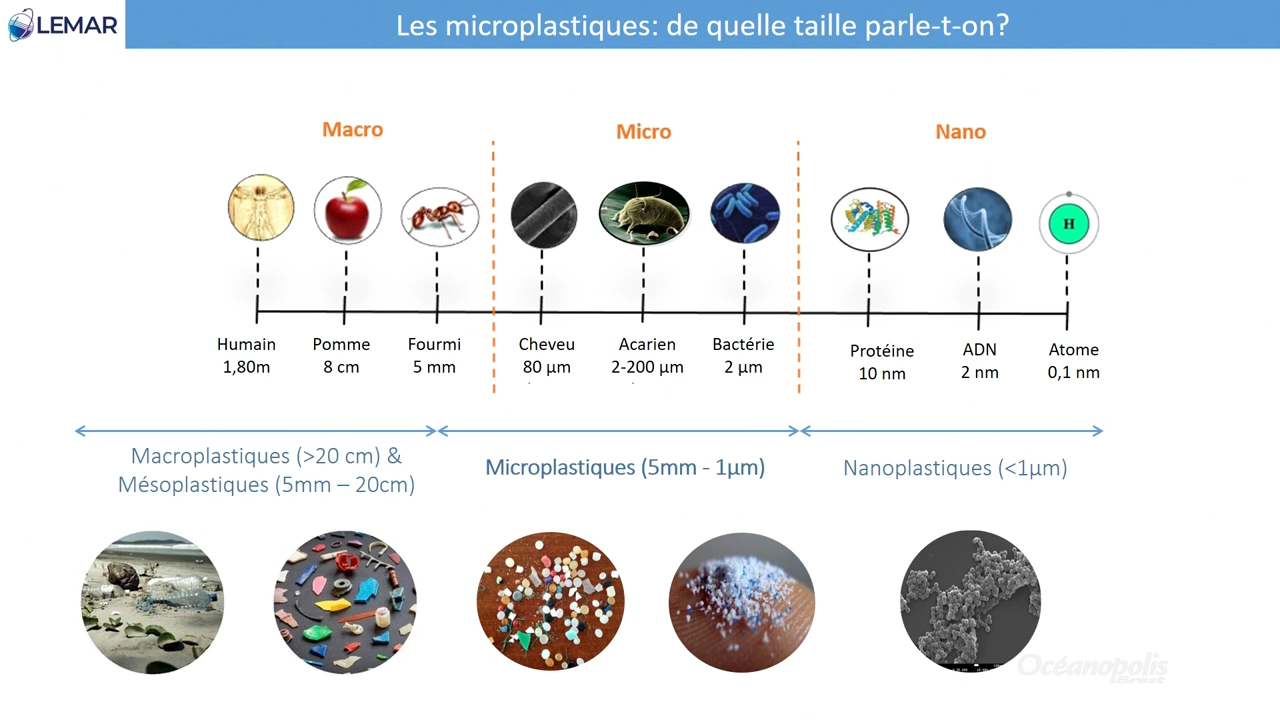 LEMAR
Les microplastiques: de quelle taille parle-t-on?
Macro
Micro
Nano
H
Humain
1,80m
Pomme
8 cm
Fourmi
5 mm
Cheveu
80 µm
Acarien
2-200 µm
Bactérie
2 µm
Protéine
10 nm
ADN
2 nm
Atome
0,1 nm
Macroplastiques (>20 cm) &
Mésoplastiques (5mm – 20cm)
Microplastiques (5mm - 1µm)
Nanoplastiques (<1µm)
Océanopolis
Brest